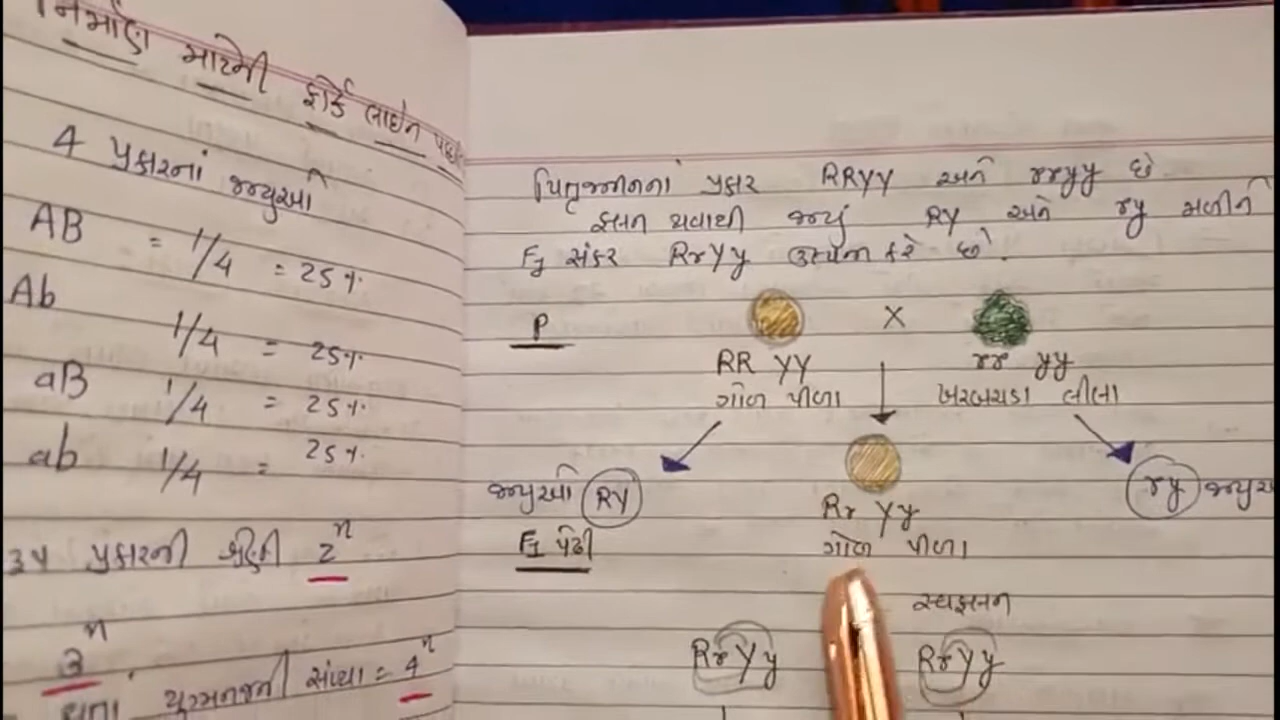 નિર્માણ માટેની ફોર્ક લાઇન
4 પ્રકારનાં જન્યુઓ
AB = 1/4 = 25%
Ab 1/4 = 25%
aB 1/4 = 25%
ab 1/4 = 25%
પ્રકારની શ્રેણી 2ⁿ
3ⁿ
યુગ્મનજની સંખ્યા = 4ⁿ
પિતૃજનીનનાં પ્રકાર RRYY અને rryy છે
ફલન થવાથી જન્યું RY અને ry મળીને
F₁ સંકર RrYy ઉત્પન્ન કરે છે.
P X
RR YY rr yy
ગોળ પીળા ખરબચડા લીલા
જન્યુઓ RY ry
Rr Yy
F₁ પેઢી ગોળ પીળા
સ્વફલન
RrYy RrYy